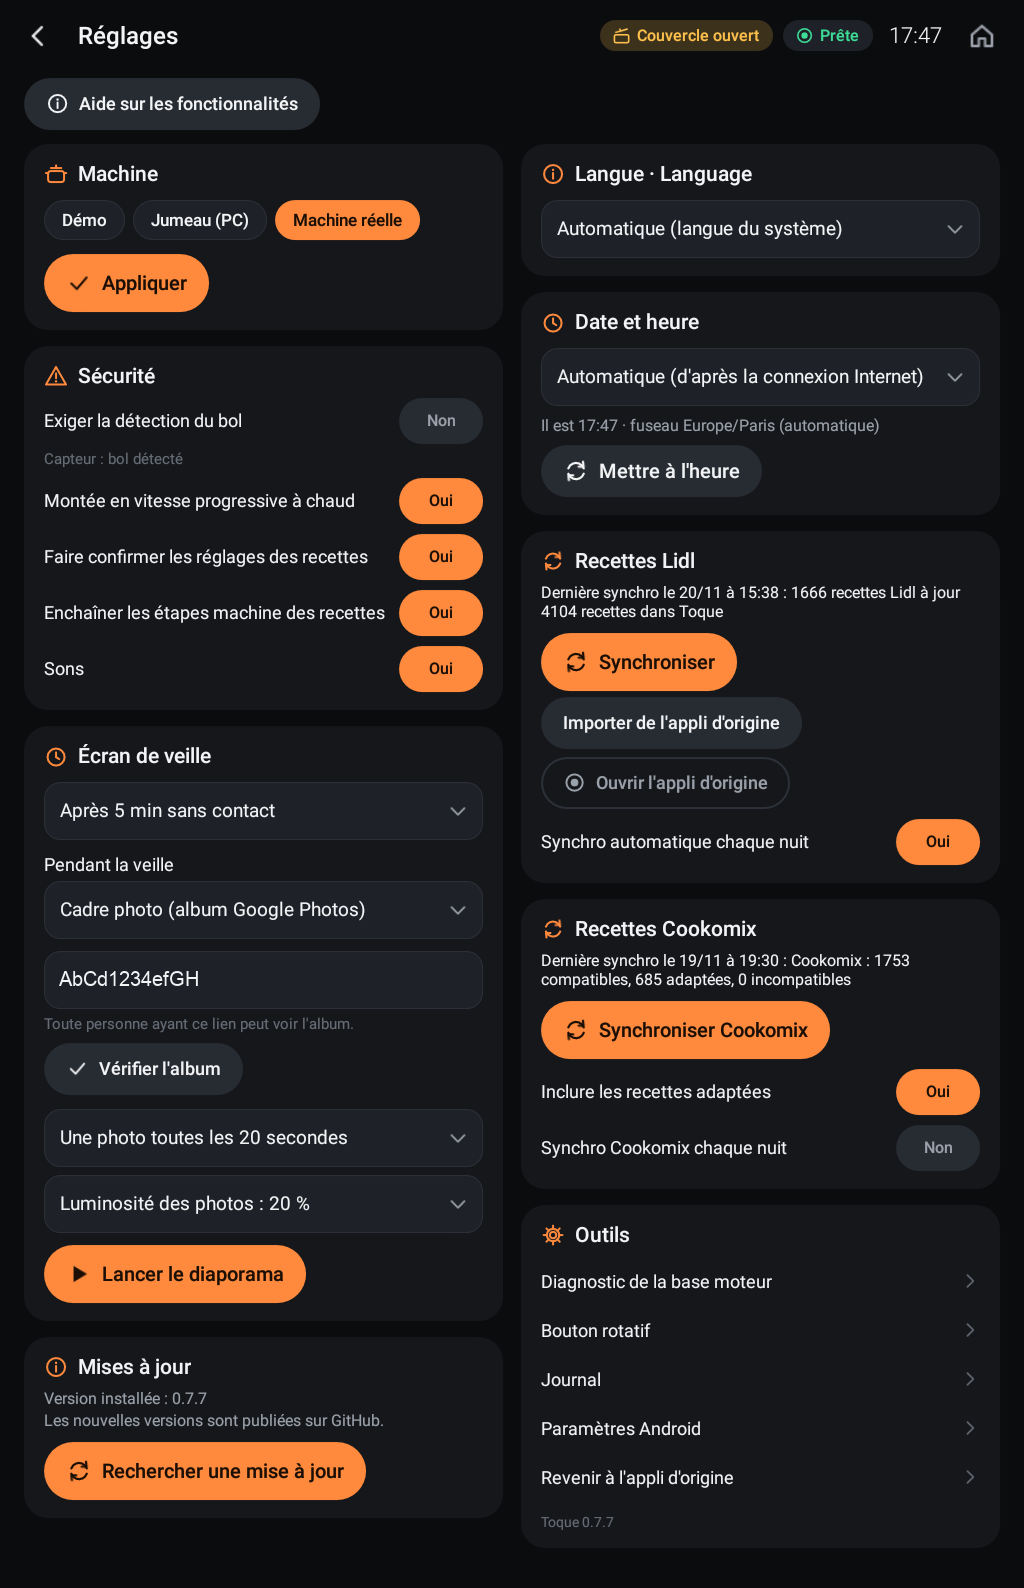 Réglages
Couvercle ouvert
Prête
17:47
Aide sur les fonctionnalités
Machine
Démo
Jumeau (PC)
Machine réelle
Appliquer
Sécurité
Exiger la détection du bol
Non
Capteur : bol détecté
Montée en vitesse progressive à chaud
Oui
Faire confirmer les réglages des recettes
Oui
Enchaîner les étapes machine des recettes
Oui
Sons
Oui
Écran de veille
Après 5 min sans contact
Pendant la veille
Cadre photo (album Google Photos)
AbCd1234efGH
Toute personne ayant ce lien peut voir l'album.
Vérifier l'album
Une photo toutes les 20 secondes
Luminosité des photos : 20 %
Lancer le diaporama
Mises à jour
Version installée : 0.7.7
Les nouvelles versions sont publiées sur GitHub.
Rechercher une mise à jour
Langue · Language
Automatique (langue du système)
Date et heure
Automatique (d'après la connexion Internet)
Il est 17:47 · fuseau Europe/Paris (automatique)
Mettre à l'heure
Recettes Lidl
Dernière synchro le 20/11 à 15:38 : 1666 recettes Lidl à jour
4104 recettes dans Toque
Synchroniser
Importer de l'appli d'origine
Ouvrir l'appli d'origine
Synchro automatique chaque nuit
Oui
Recettes Cookomix
Dernière synchro le 19/11 à 19:30 : Cookomix : 1753
compatibles, 685 adaptées, 0 incompatibles
Synchroniser Cookomix
Inclure les recettes adaptées
Oui
Synchro Cookomix chaque nuit
Non
Outils
Diagnostic de la base moteur
Bouton rotatif
Journal
Paramètres Android
Revenir à l'appli d'origine
Toque 0.7.7